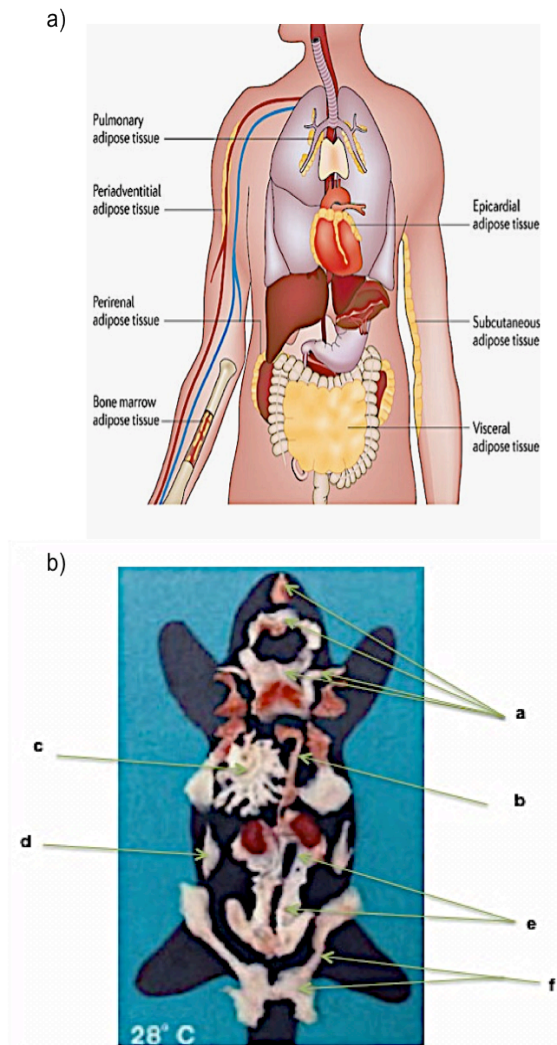 a)
Pulmonary
adipose tissue
Periadventitial
adipose tissue
Perirenal
adipose tissue
Bone marrow
adipose tissue
Epicardial
adipose tissue
Subcutaneous
adipose tissue
Visceral
adipose tissue
b)
a
c
b
d
e
f
28° C